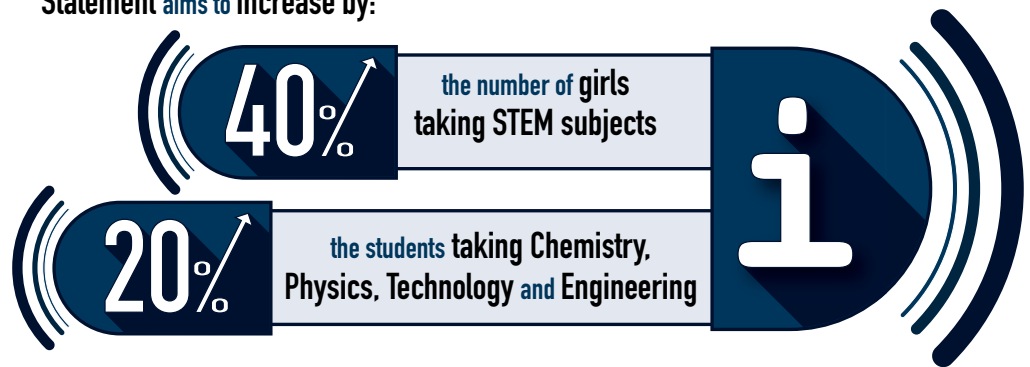 Statement aims to increase by:
40%
the number of girls
taking STEM subjects
20%
the students taking Chemistry,
Physics, Technology and Engineering
i